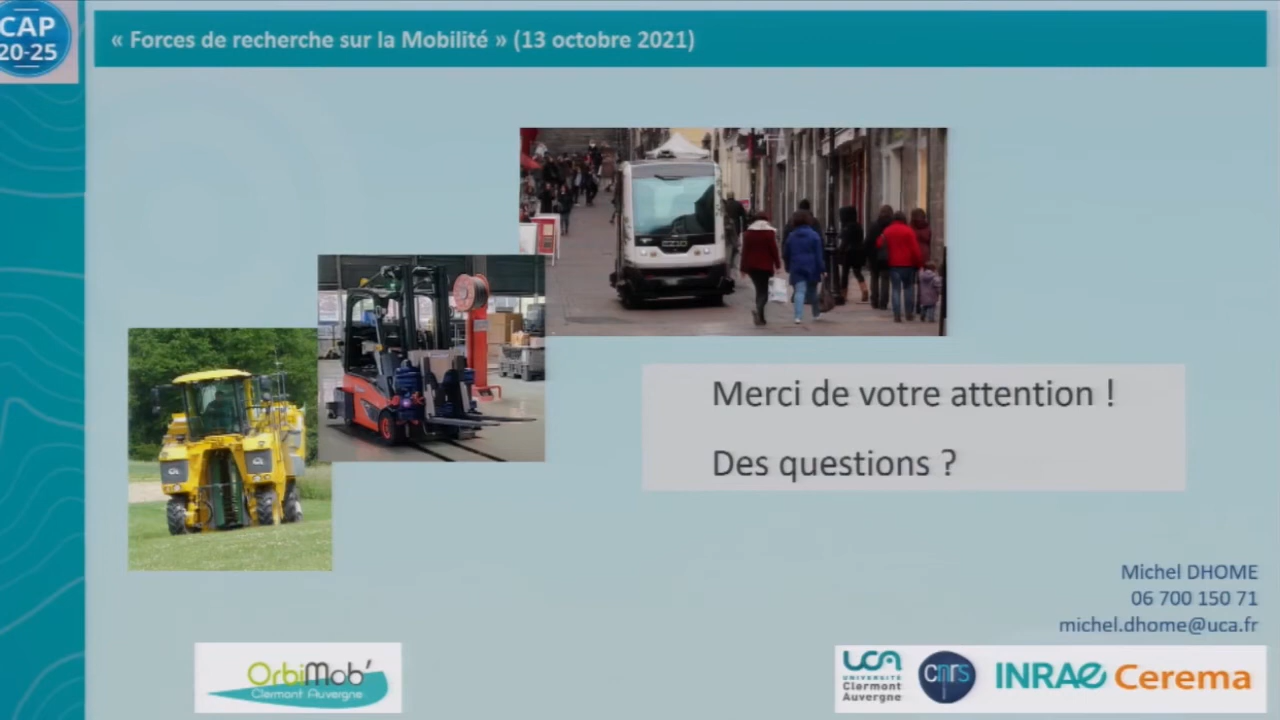 CAP
20-25
« Forces de recherche sur la Mobilité » (13 octobre 2021)
EZ10
Merci de votre attention !
Des questions ?
Michel DHOME
06 700 150 71
michel.dhome@uca.fr
OrbiMob'
Clermont Auvergne
UCA
UNIVERSITÉ
Clermont
Auvergne
cnrs
INRAE
Cerema